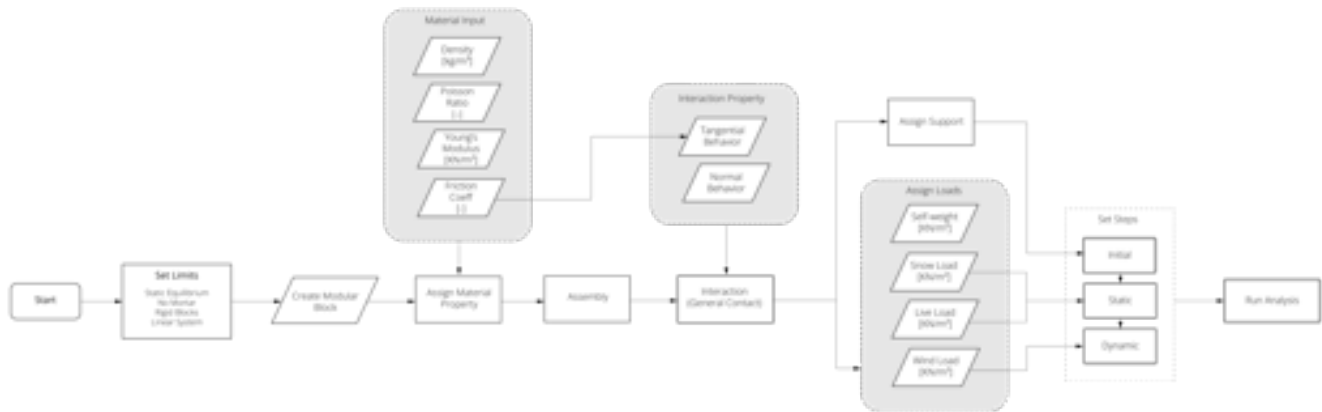 Material Input
Density
[kg/m³]
Poisson
Ratio
[-]
Young's
Modulus
[KN/m²]
Friction
Coeff
[-]
Interaction Property
Tangential
Behavior
Normal
Behavior
Assign Support
Assign Loads
Self-weight
[KN/m²]
Snow Load
[KN/m²]
Live Load
[KN/m²]
Wind Load
[KN/m²]
Set Steps
Initial
Static
Dynamic
Start
Set Limits
Static Equilibrium
No Mortar
Rigid Blocks
Linear System
Create Modular
Block
Assign Material
Property
Assembly
Interaction
(General Contact)
Run Analysis